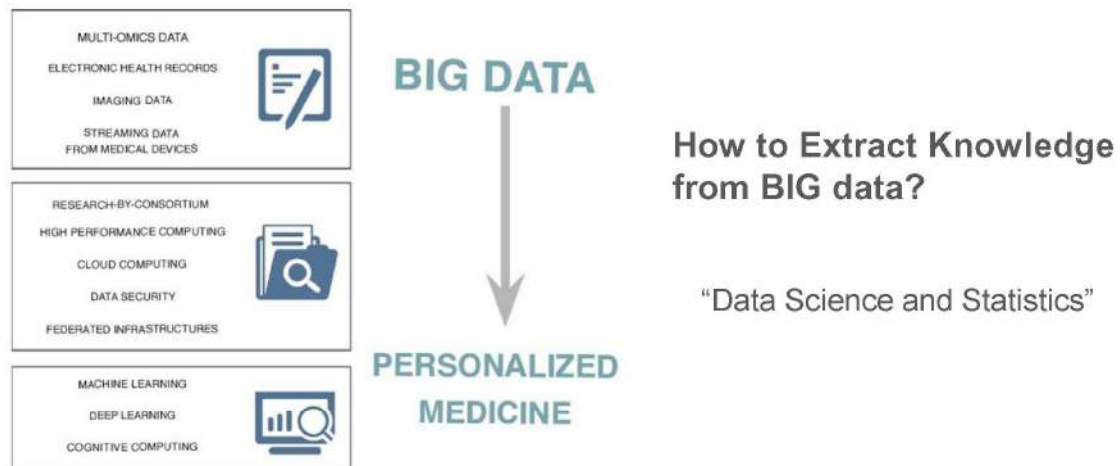 MULTI-OMICS DATA
ELECTRONIC HEALTH RECORDS
IMAGING DATA
STREAMING DATA
FROM MEDICAL DEVICES
RESEARCH-BY-CONSORTIUM
HIGH PERFORMANCE COMPUTING
CLOUD COMPUTING
DATA SECURITY
FEDERATED INFRASTRUCTURES
MACHINE LEARNING
DEEP LEARNING
COGNITIVE COMPUTING
BIG DATA
PERSONALIZED
MEDICINE
How to Extract Knowledge
from BIG data?
“Data Science and Statistics”